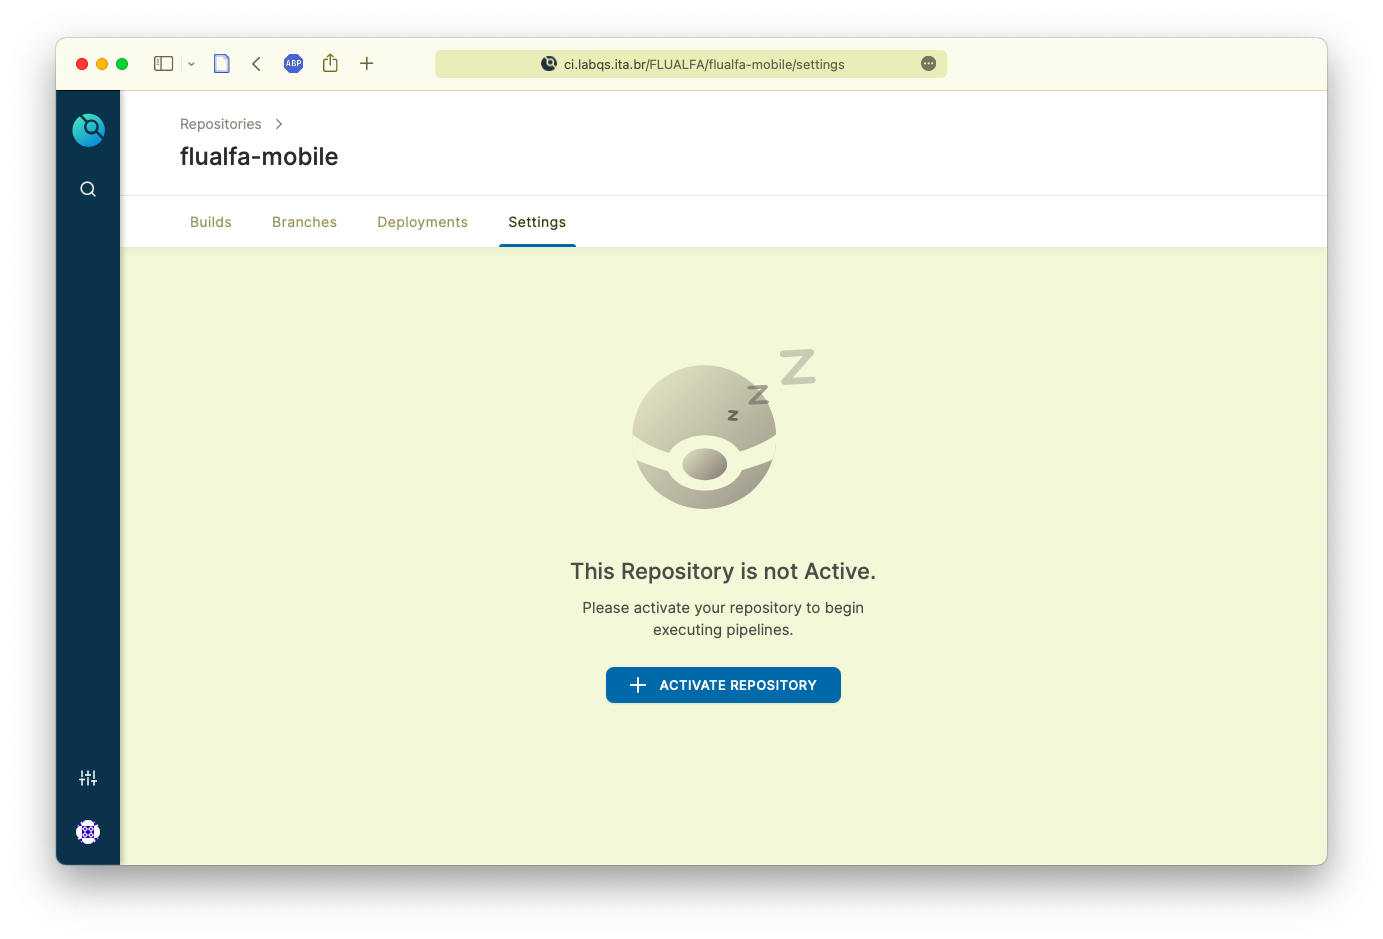 ABP
ci.labqs.ita.br/FLUALFA/flualfa-mobile/settings
Repositories
flualfa-mobile
Builds
Branches
Deployments
Settings
z
z
Z
This Repository is not Active.
Please activate your repository to begin
executing pipelines.
ACTIVATE REPOSITORY